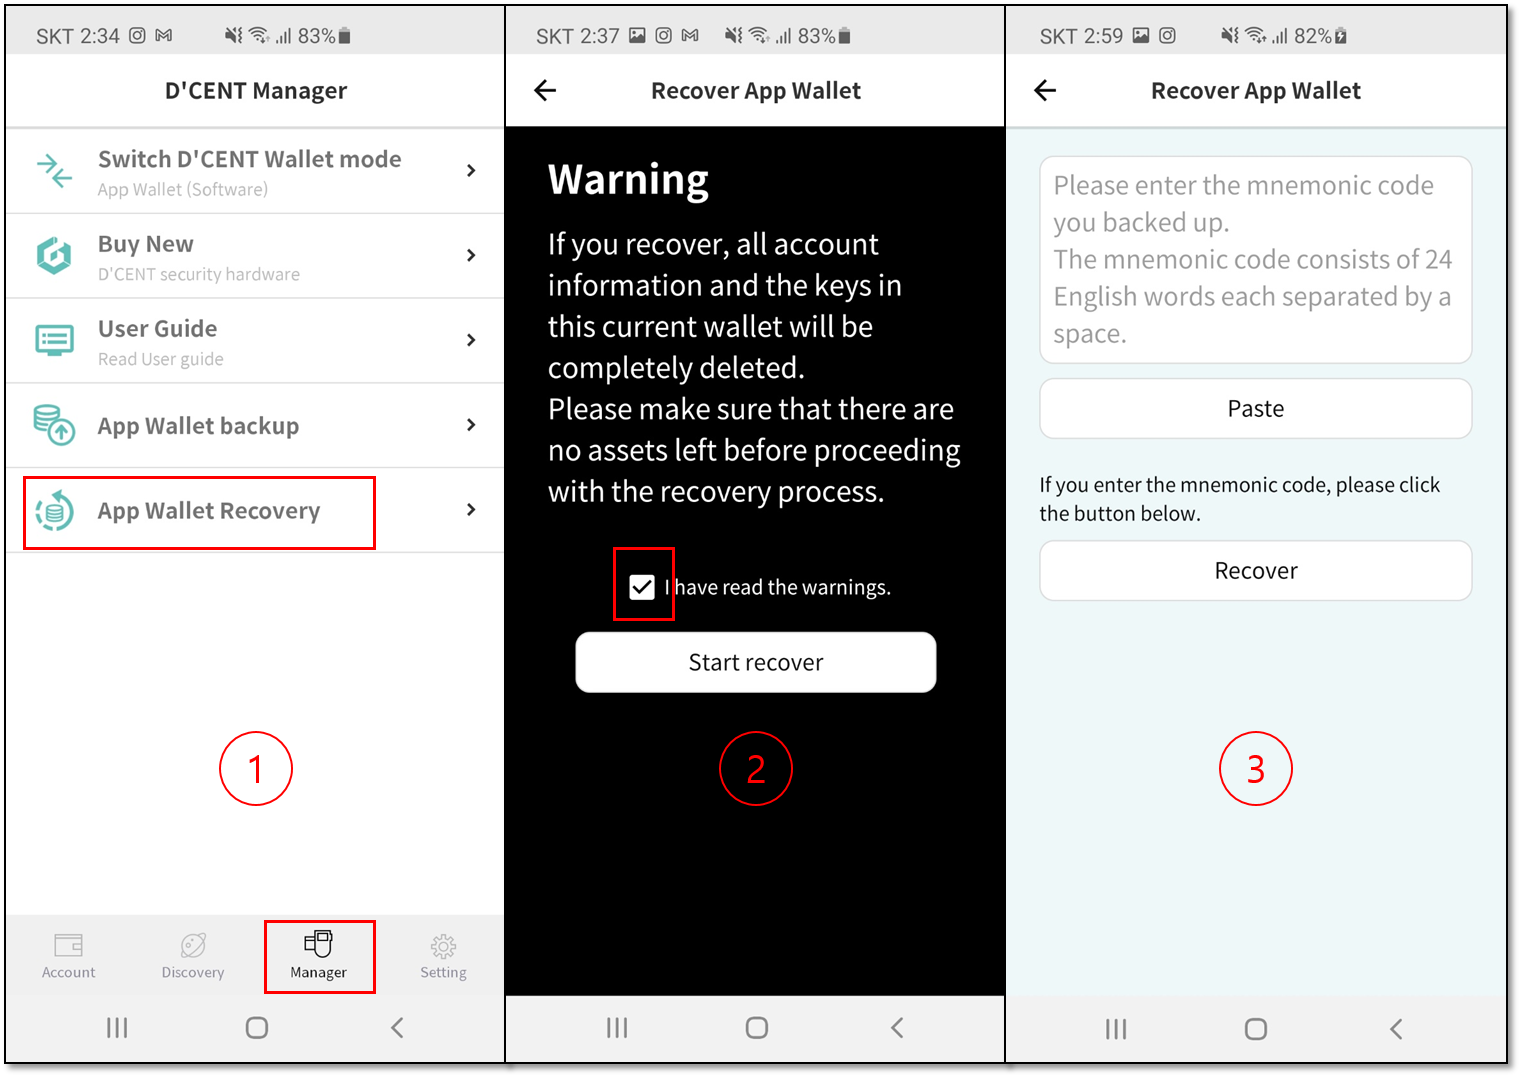 SKT 2:34
83%
D'CENT Manager
Switch D'CENT Wallet mode
App Wallet (Software)
Buy New
D'CENT security hardware
User Guide
Read User guide
App Wallet backup
App Wallet Recovery
1
Account
Discovery
Manager
Setting
SKT 2:37
83%
Recover App Wallet
Warning
If you recover, all account
information and the keys in
this current wallet will be
completely deleted.
Please make sure that there are
no assets left before proceeding
with the recovery process.
I have read the warnings.
Start recover
2
SKT 2:59
82%
Recover App Wallet
Please enter the mnemonic code
you backed up.
The mnemonic code consists of 24
English words each separated by a
space.
Paste
If you enter the mnemonic code, please click
the button below.
Recover
3